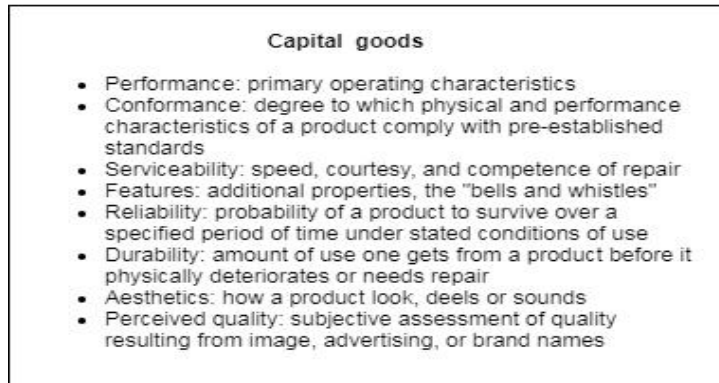 Capital goods
• Performance: primary operating characteristics
• Conformance: degree to which physical and performance
characteristics of a product comply with pre-established
standards
• Serviceability: speed, courtesy, and competence of repair
• Features: additional properties, the "bells and whistles"
• Reliability: probability of a product to survive over a
specified period of time under stated conditions of use
• Durability: amount of use one gets from a product before it
physically deteriorates or needs repair
• Aesthetics: how a product look, deels or sounds
• Perceived quality: subjective assessment of quality
resulting from image, advertising, or brand names